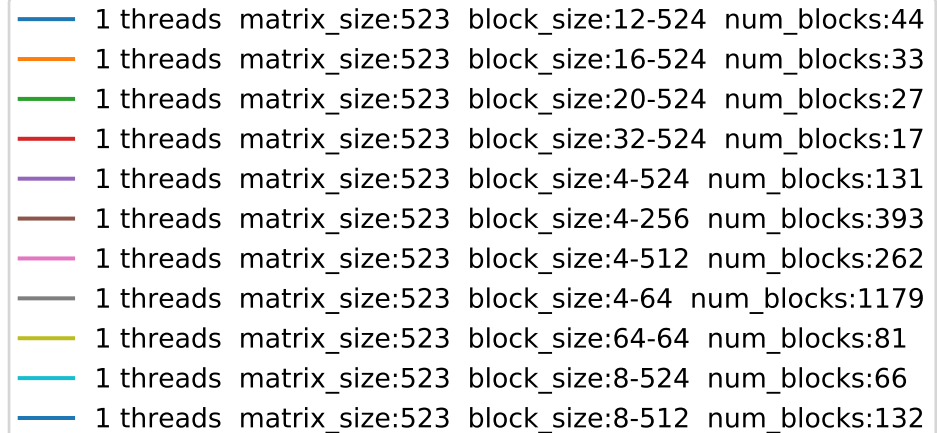 1 threads matrix_size:523 block_size:12-524 num_blocks:44
1 threads matrix_size:523 block_size:16-524 num_blocks:33
1 threads matrix_size:523 block_size:20-524 num_blocks:27
1 threads matrix_size:523 block_size:32-524 num_blocks:17
1 threads matrix_size:523 block_size:4-524 num_blocks:131
1 threads matrix_size:523 block_size:4-256 num_blocks:393
1 threads matrix_size:523 block_size:4-512 num_blocks:262
1 threads matrix_size:523 block_size:4-64 num_blocks:1179
1 threads matrix_size:523 block_size:64-64 num_blocks:81
1 threads matrix_size:523 block_size:8-524 num_blocks:66
1 threads matrix_size:523 block_size:8-512 num_blocks:132